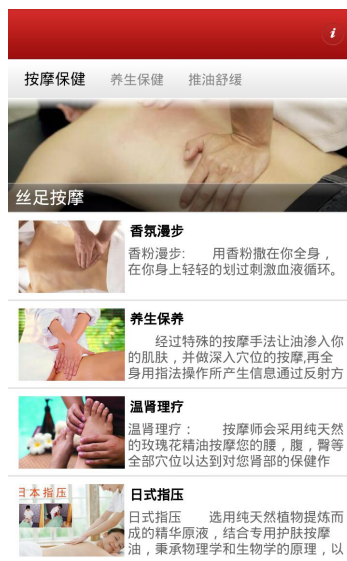 i
按摩保健 养生保健 推油舒缓
丝足按摩
香氛漫步
香粉漫步: 用香粉撒在你全身，
在你身上轻轻的划过刺激血液循环。
养生保养
经过特殊的按摩手法让油渗入你
的肌肤，并做深入穴位的按摩,再全
身用指法操作所产生信息通过反射方
温肾理疗
温肾理疗： 按摩师会采用纯天然
的玫瑰花精油按摩您的腰，腹，臀等
全部穴位以达到对您肾部的保健作
日本指压
日式指压
日式指压 选用纯天然植物提炼而
成的精华原液，结合专用护肤按摩
油，秉承物理学和生物学的原理，以